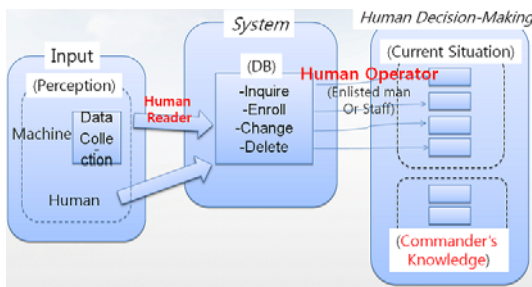 Input
(Perception)
Machine
Data
Colle
-
ction
Human
Human
Reader
System
(DB)
-Inquire
-Enroll
-Change
-Delete
Human Operator
(Enlisted man
Or Staff)
Human Decision-Making
(Current Situation)
(Commander's
Knowledge)